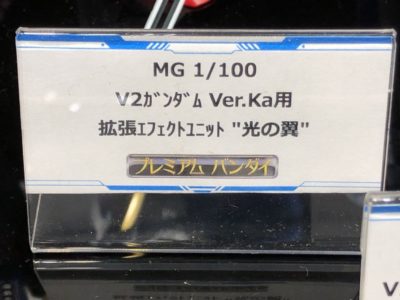 MG 1/100
V2ｶﾞﾝﾀﾞﾑ Ver.Ka用
拡張ｴﾌｪｸﾄﾕﾆｯﾄ "光の翼"
プレミアム バンダイ
V